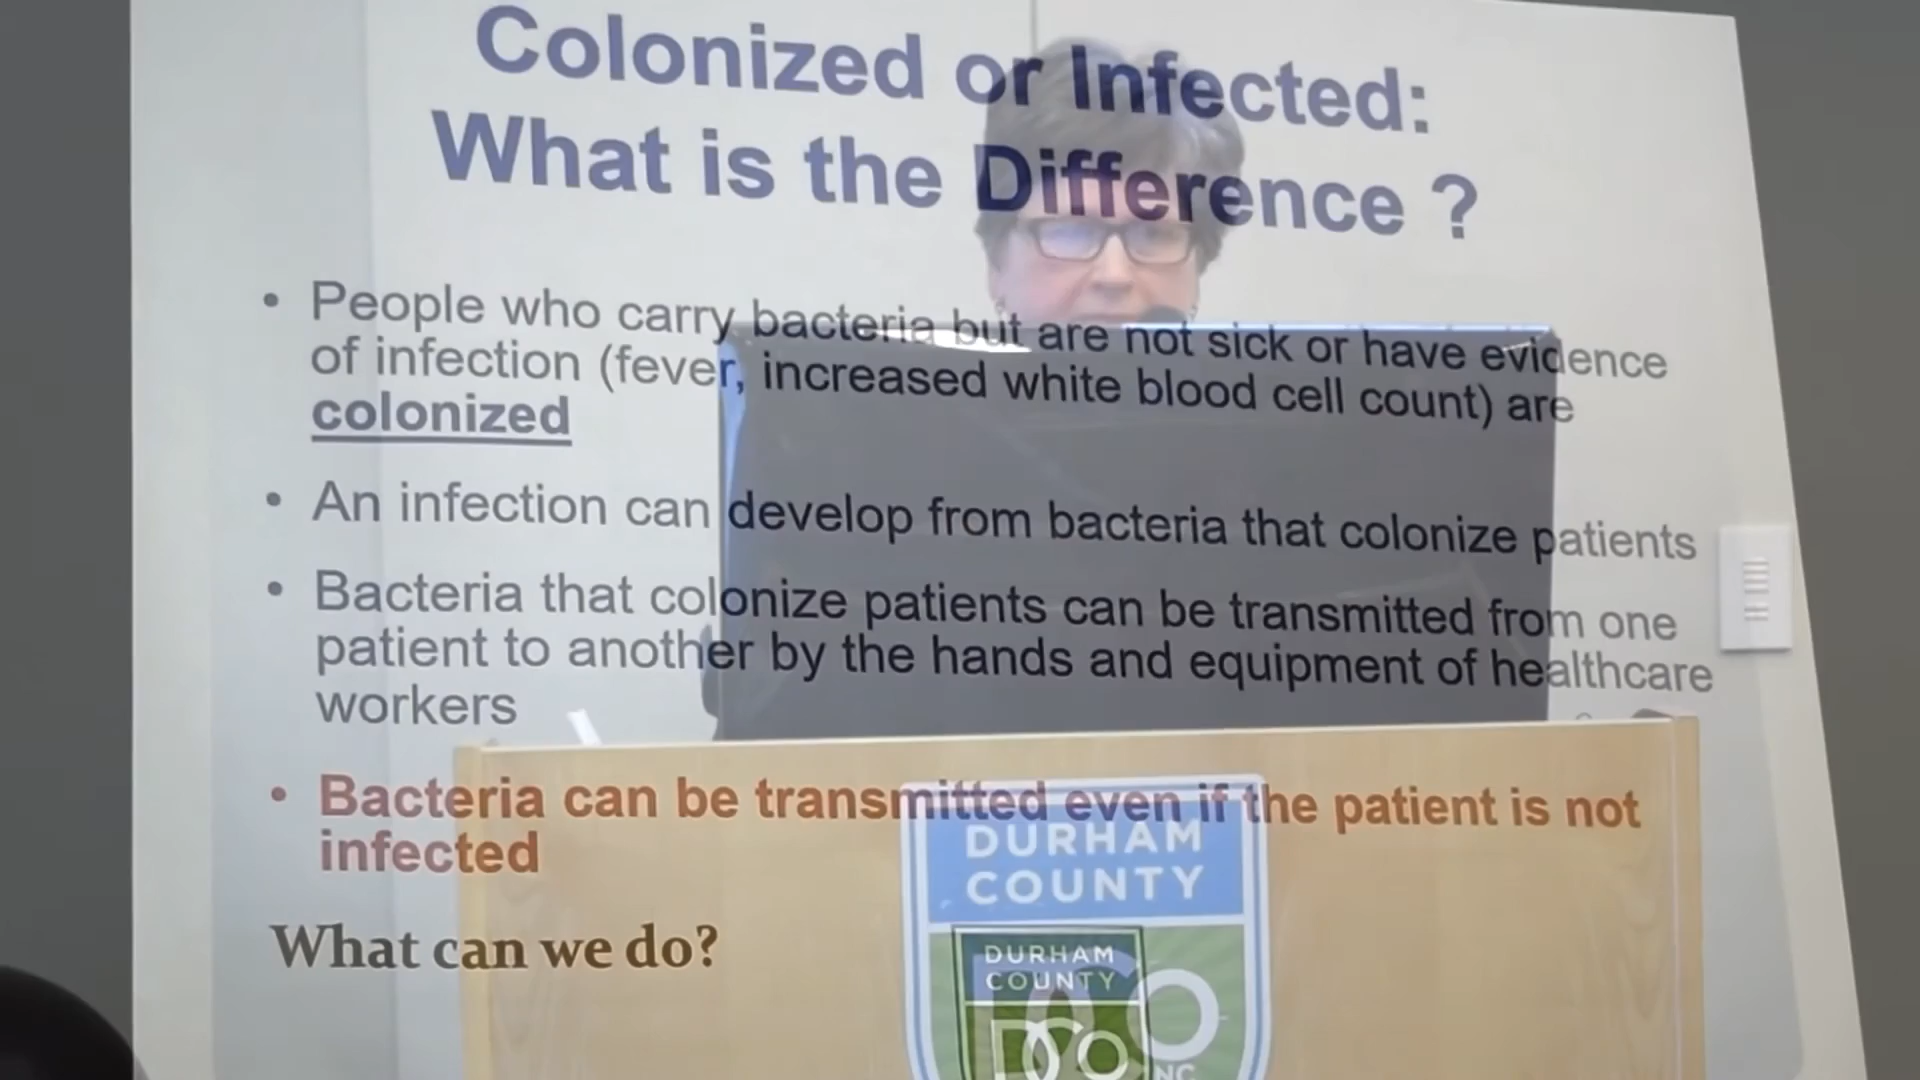 Colonized or Infected:
What is the Difference ?
• People who carry bacteria but are not sick or have evidence
of infection (fever, increased white blood cell count) are
colonized
• An infection can develop from bacteria that colonize patients
• Bacteria that colonize patients can be transmitted from one
patient to another by the hands and equipment of healthcare
workers
• Bacteria can be transmitted even if the patient is not
infected
What can we do?
DURHAM
COUNTY
DURHAM
COUNTY
DCO
NC